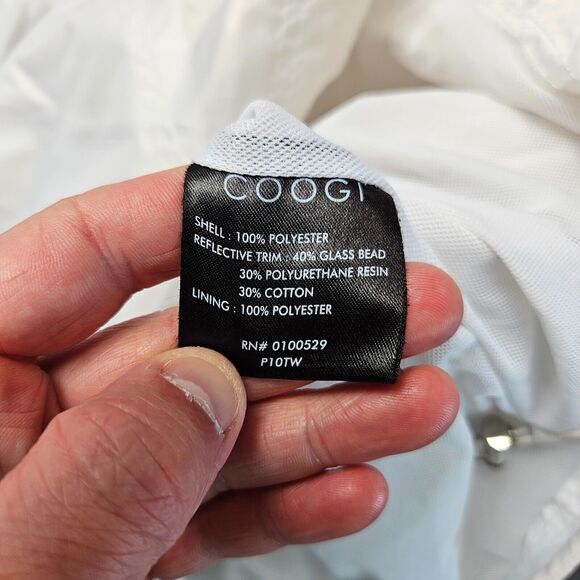 COOGI
SHELL : 100% POLYESTER
REFLECTIVE TRIM : 40% GLASS BEAD
30% POLYURETHANE RESIN
30% COTTON
LINING : 100% POLYESTER
RN# 0100529
P10TW